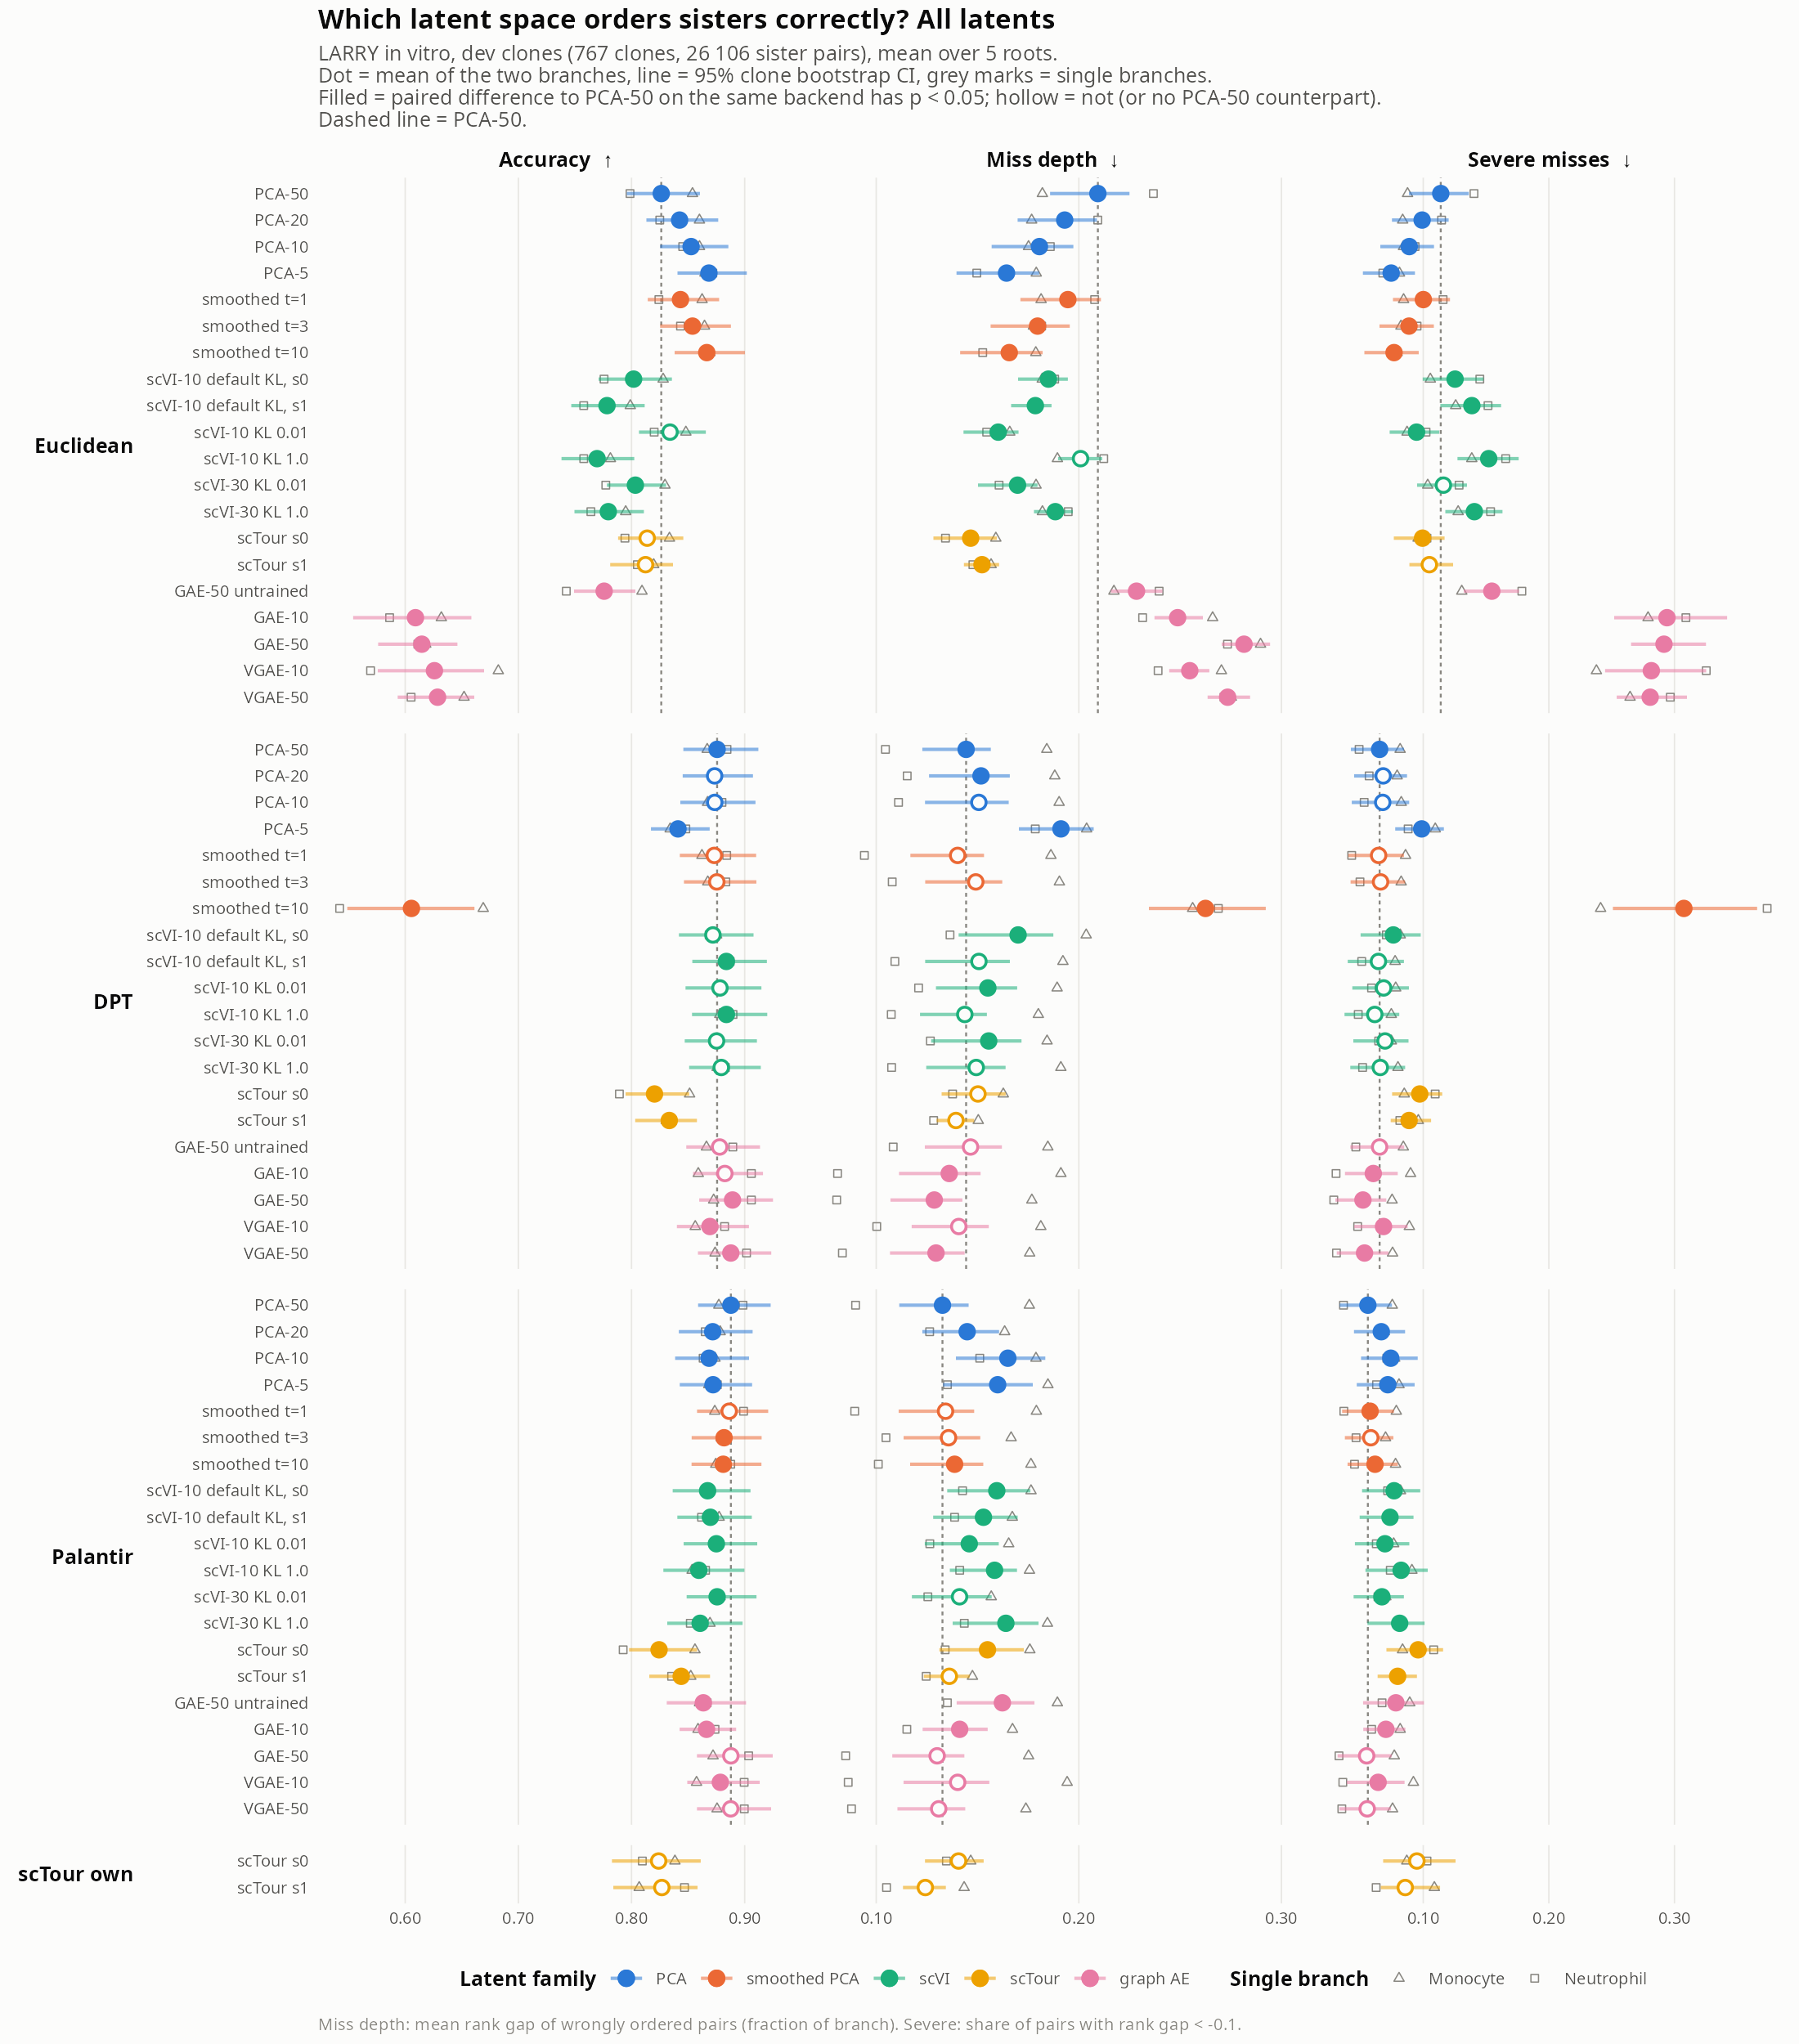 Which latent space orders sisters correctly? All latents
LARRY in vitro, dev clones (767 clones, 26 106 sister pairs), mean over 5 roots.
Dot = mean of the two branches, line = 95% clone bootstrap CI, grey marks = single branches.
Filled = paired difference to PCA-50 on the same backend has p < 0.05; hollow = not (or no PCA-50 counterpart).
Dashed line = PCA-50.
Accuracy ↑ Miss depth ↓ Severe misses ↓
Euclidean
PCA-50
PCA-20
PCA-10
PCA-5
smoothed t=1
smoothed t=3
smoothed t=10
scVI-10 default KL, s0
scVI-10 default KL, s1
scVI-10 KL 0.01
scVI-10 KL 1.0
scVI-30 KL 0.01
scVI-30 KL 1.0
scTour s0
scTour s1
GAE-50 untrained
GAE-10
GAE-50
VGAE-10
VGAE-50
DPT
PCA-50
PCA-20
PCA-10
PCA-5
smoothed t=1
smoothed t=3
smoothed t=10
scVI-10 default KL, s0
scVI-10 default KL, s1
scVI-10 KL 0.01
scVI-10 KL 1.0
scVI-30 KL 0.01
scVI-30 KL 1.0
scTour s0
scTour s1
GAE-50 untrained
GAE-10
GAE-50
VGAE-10
VGAE-50
Palantir
PCA-50
PCA-20
PCA-10
PCA-5
smoothed t=1
smoothed t=3
smoothed t=10
scVI-10 default KL, s0
scVI-10 default KL, s1
scVI-10 KL 0.01
scVI-10 KL 1.0
scVI-30 KL 0.01
scVI-30 KL 1.0
scTour s0
scTour s1
GAE-50 untrained
GAE-10
GAE-50
VGAE-10
VGAE-50
scTour own
scTour s0
scTour s1
0.60 0.70 0.80 0.90 0.10 0.20 0.30 0.10 0.20 0.30
Latent family PCA smoothed PCA scVI scTour graph AE Single branch Monocyte Neutrophil
Miss depth: mean rank gap of wrongly ordered pairs (fraction of branch). Severe: share of pairs with rank gap < -0.1.